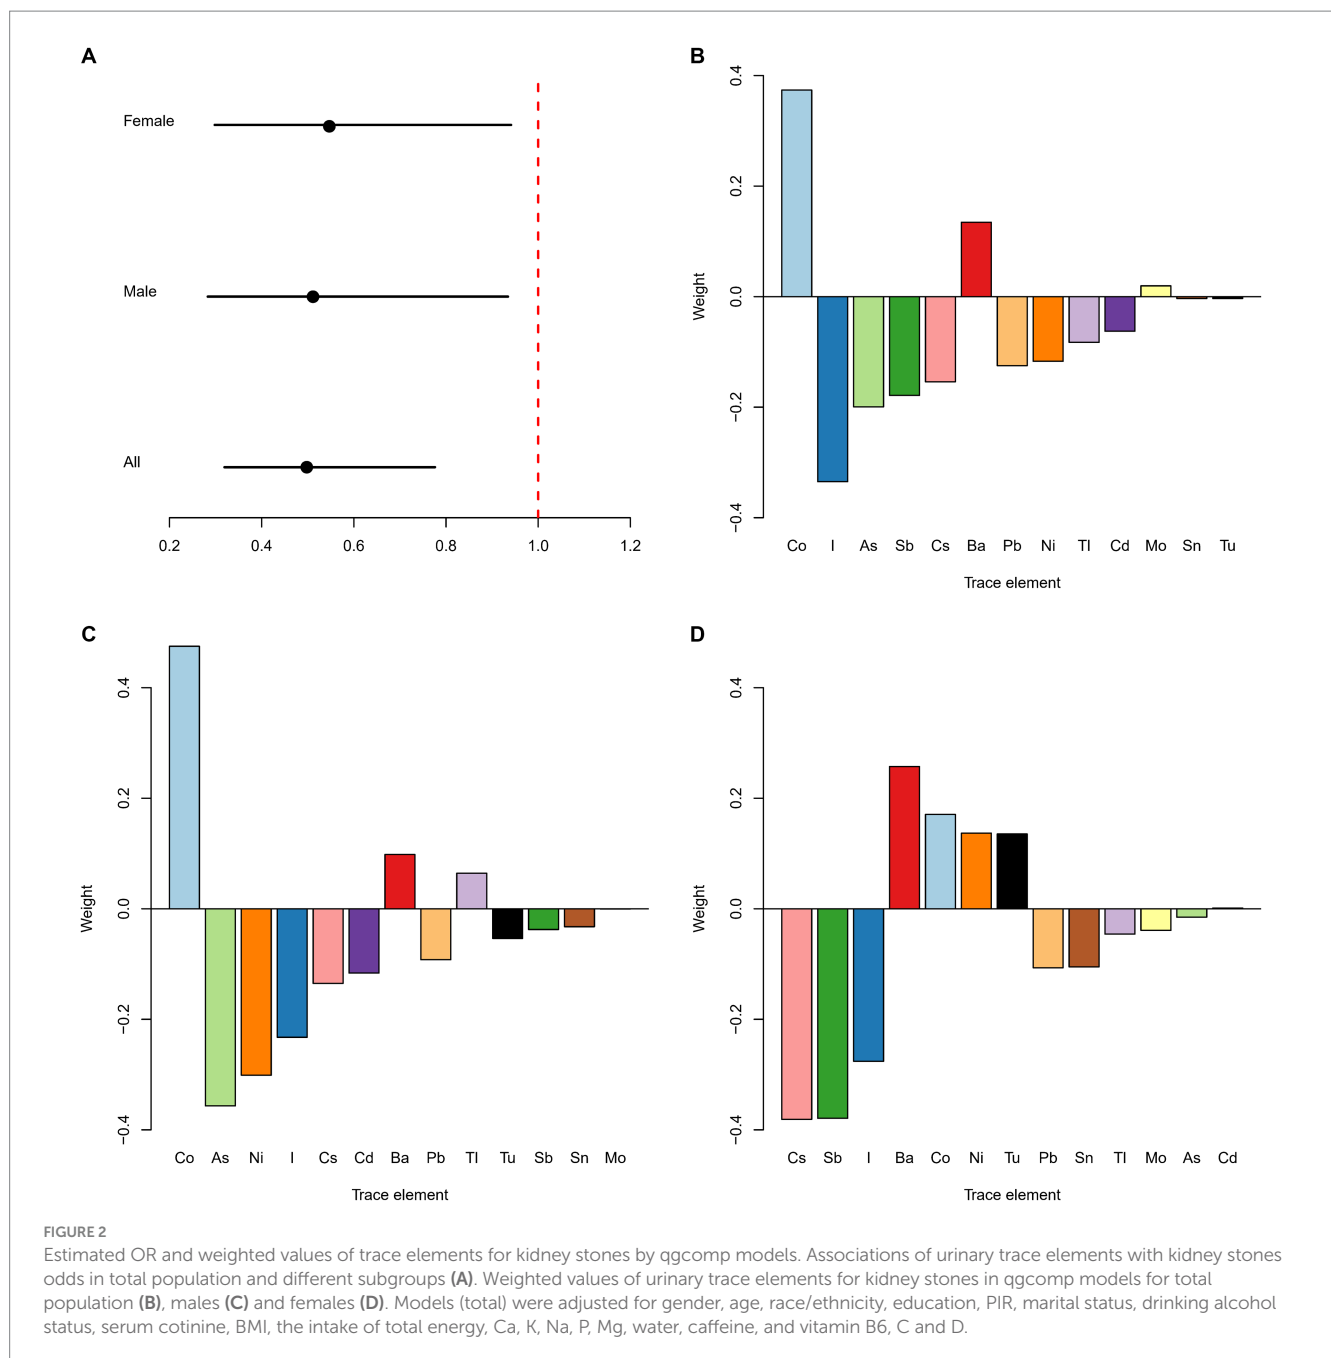 A
Female
Male
All
0.2 0.4 0.6 0.8 1.0 1.2
B
Weight
0.4
0.2
0.0
−0.2
−0.4
Co I As Sb Cs Ba Pb Ni Tl Cd Mo Sn Tu
Trace element
C
Weight
0.4
0.2
0.0
−0.2
−0.4
Co As Ni I Cs Cd Ba Pb Tl Tu Sb Sn Mo
Trace element
D
Weight
0.4
0.2
0.0
−0.2
−0.4
Cs Sb I Ba Co Ni Tu Pb Sn Tl Mo As Cd
Trace element
FIGURE 2
Estimated OR and weighted values of trace elements for kidney stones by qgcomp models. Associations of urinary trace elements with kidney stones
odds in total population and different subgroups (A). Weighted values of urinary trace elements for kidney stones in qgcomp models for total
population (B), males (C) and females (D). Models (total) were adjusted for gender, age, race/ethnicity, education, PIR, marital status, drinking alcohol
status, serum cotinine, BMI, the intake of total energy, Ca, K, Na, P, Mg, water, caffeine, and vitamin B6, C and D.